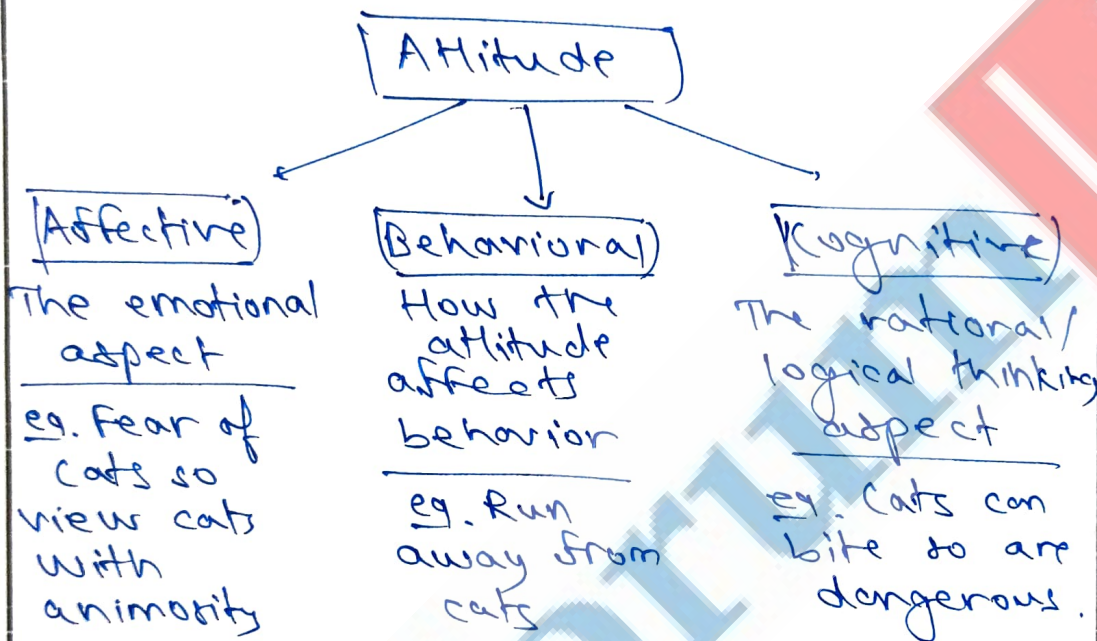 Attitude
Affective
The emotional
aspect
eg. Fear of
cats so
view cats
with
animosity
Behavioral
How the
attitude
affects
behavior
eg. Run
away from
cats
Kognitive
The rational/
logical thinking
aspect
eg. Cats can
bite so are
dangerous.